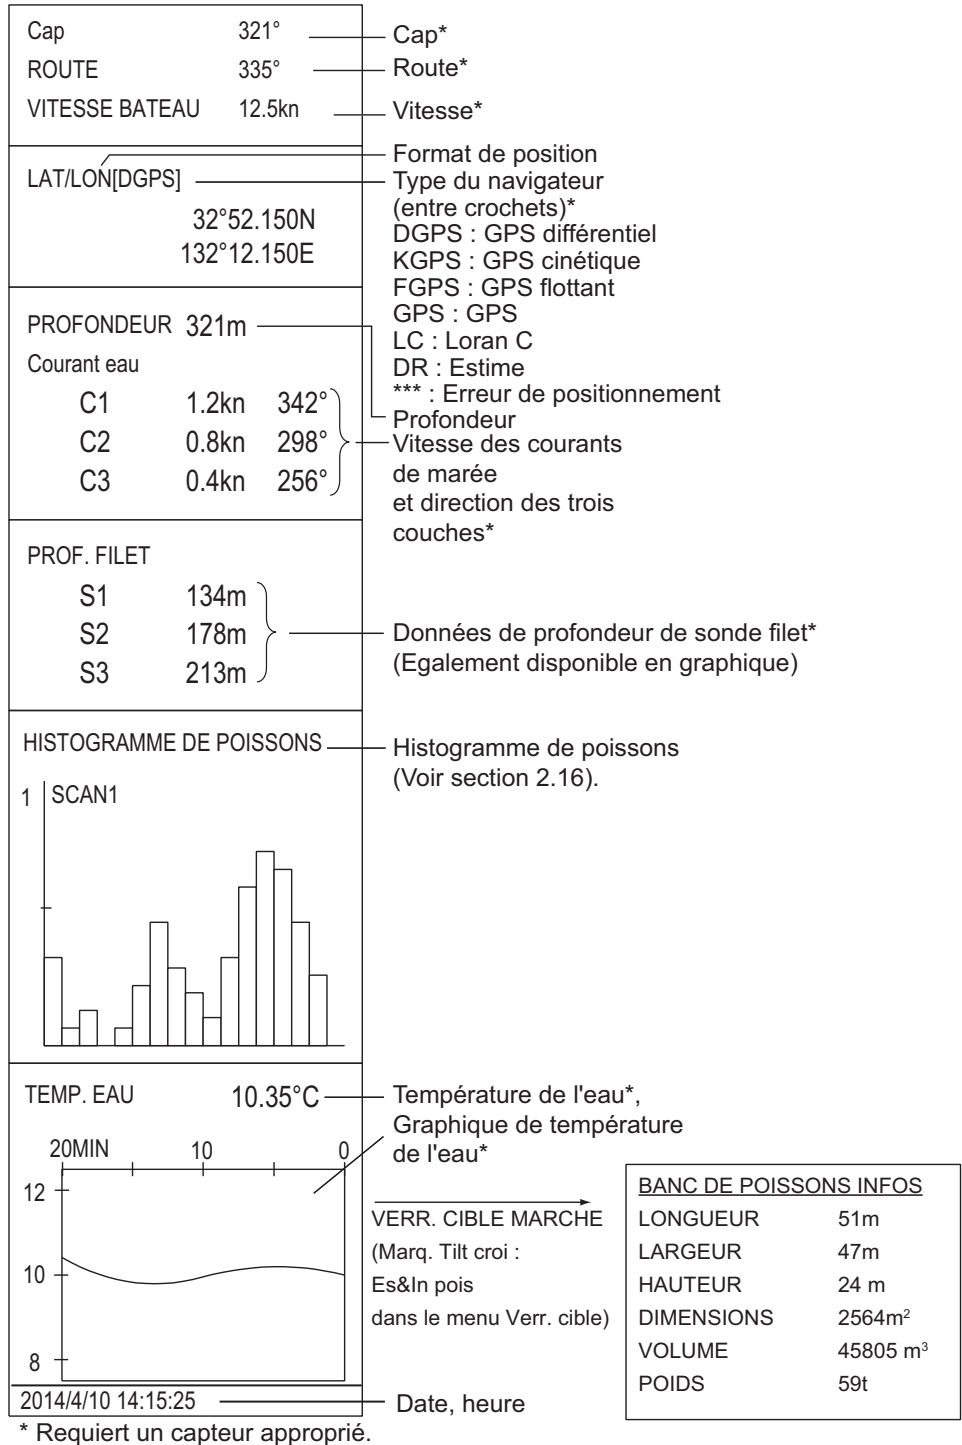 Cap 321° Cap*
ROUTE 335° Route*
VITESSE BATEAU 12.5kn Vitesse*
Format de position
LAT/LON[DGPS] Type du navigateur
(entre crochets)*
32°52.150N
132°12.150E
DGPS : GPS différentiel
KGPS : GPS cinétique
FGPS : GPS flottant
GPS : GPS
LC : Loran C
DR : Estime
*** : Erreur de positionnement
PROFONDEUR 321m
Profondeur
Courant eau
C1 1.2kn 342°
C2 0.8kn 298°
C3 0.4kn 256°
Vitesse des courants
de marée
et direction des trois
couches*
PROF. FILET
S1 134m
S2 178m
S3 213m
Données de profondeur de sonde filet*
(Egalement disponible en graphique)
HISTOGRAMME DE POISSONS
Histogramme de poissons
(Voir section 2.16).
1 SCAN1
TEMP. EAU 10.35°C
Température de l'eau*,
Graphique de température
de l'eau*
20MIN 10 0
12
10
8
VERR. CIBLE MARCHE
(Marq. Tilt croi :
Es&In pois
dans le menu Verr. cible)
BANC DE POISSONS INFOS
LONGUEUR 51m
LARGEUR 47m
HAUTEUR 24 m
DIMENSIONS 2564m²
VOLUME 45805 m³
POIDS 59t
2014/4/10 14:15:25 Date, heure
* Requiert un capteur approprié.